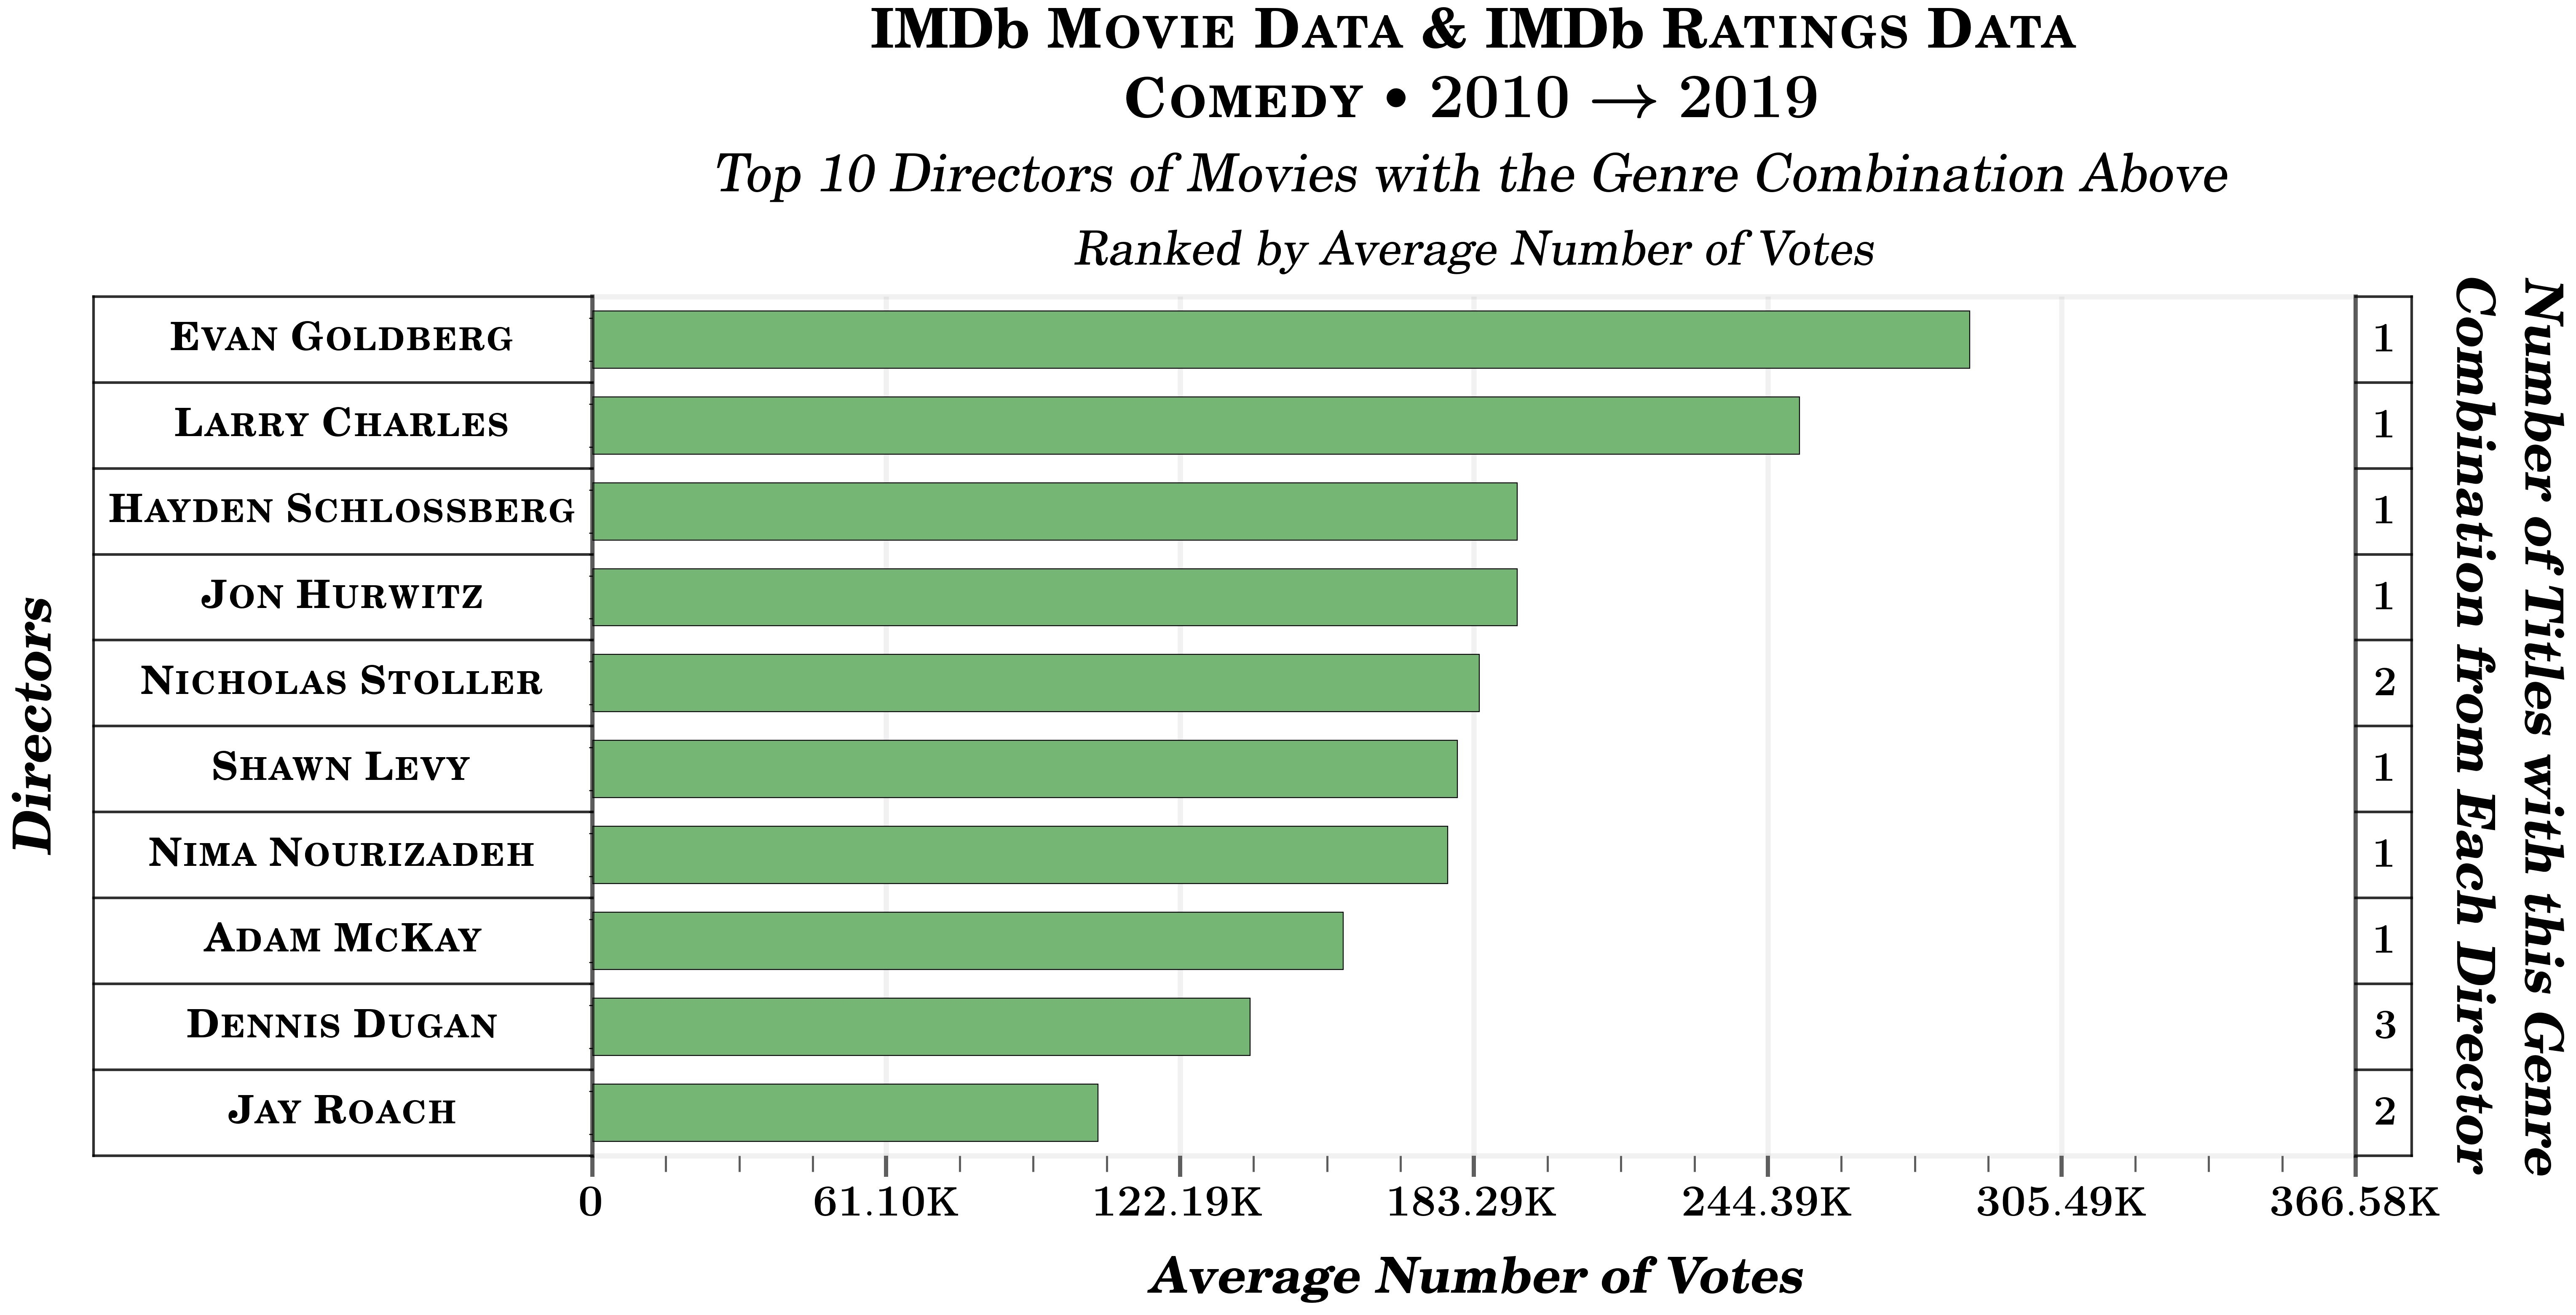 IMDb Movie Data & IMDb Ratings Data
Comedy • 2010 → 2019
Top 10 Directors of Movies with the Genre Combination Above
Ranked by Average Number of Votes
Directors
Evan Goldberg 1
Larry Charles 1
Hayden Schlossberg 1
Jon Hurwitz 1
Nicholas Stoller 2
Shawn Levy 1
Nima Nourizadeh 1
Adam McKay 1
Dennis Dugan 3
Jay Roach 2
0 61.10K 122.19K 183.29K 244.39K 305.49K 366.58K
Average Number of Votes
Number of Titles with this Genre
Combination from Each Director